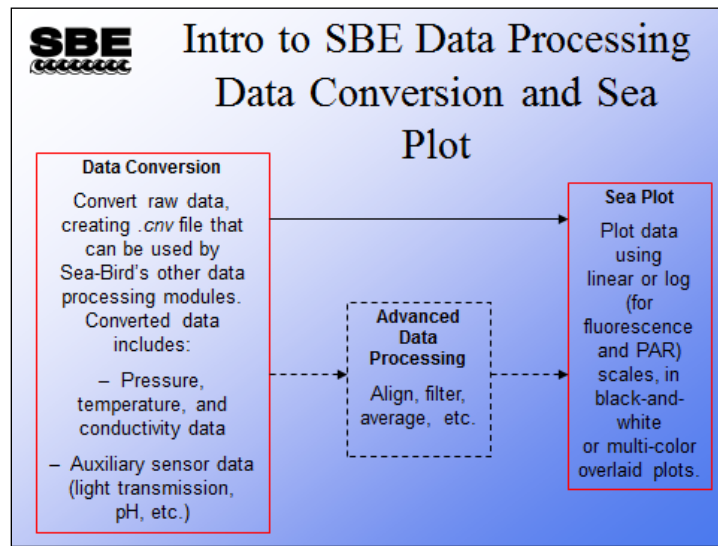 SBE
Intro to SBE Data Processing
Data Conversion and Sea
Plot
Data Conversion
Convert raw data,
creating .cnv file that
can be used by
Sea-Bird's other data
processing modules.
Converted data
includes:
– Pressure,
temperature, and
conductivity data
– Auxiliary sensor data
(light transmission,
pH, etc.)
Advanced
Data
Processing
Align, filter,
average, etc.
Sea Plot
Plot data
using
linear or log
(for
fluorescence
and PAR)
scales, in
black-and-
white
or multi-color
overlaid plots.